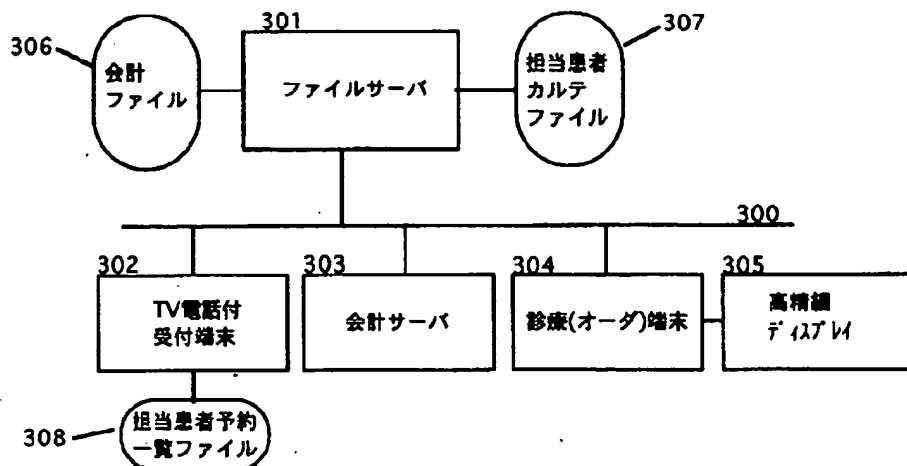 301
306
307
会計
ファイル
ファイルサーバ
担当患者
カルテ
ファイル
300
302
303
304
305
TV電話付
受付端末
会計サーバ
診療(オーダ)端末
高精細
ディスプレイ
308
担当患者予約
一覧ファイル